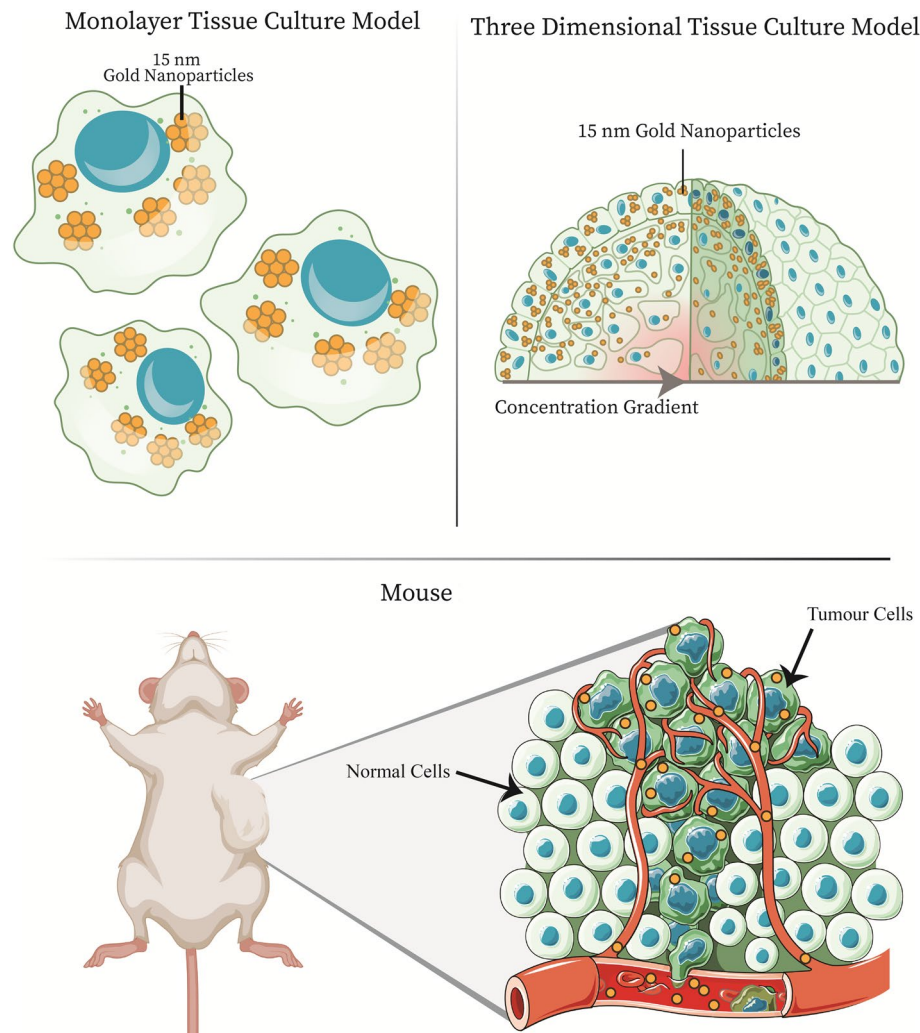 Monolayer Tissue Culture Model
Three Dimensional Tissue Culture Model
15 nm
Gold Nanoparticles
15 nm Gold Nanoparticles
Concentration Gradient
Mouse
Tumour Cells
Normal Cells